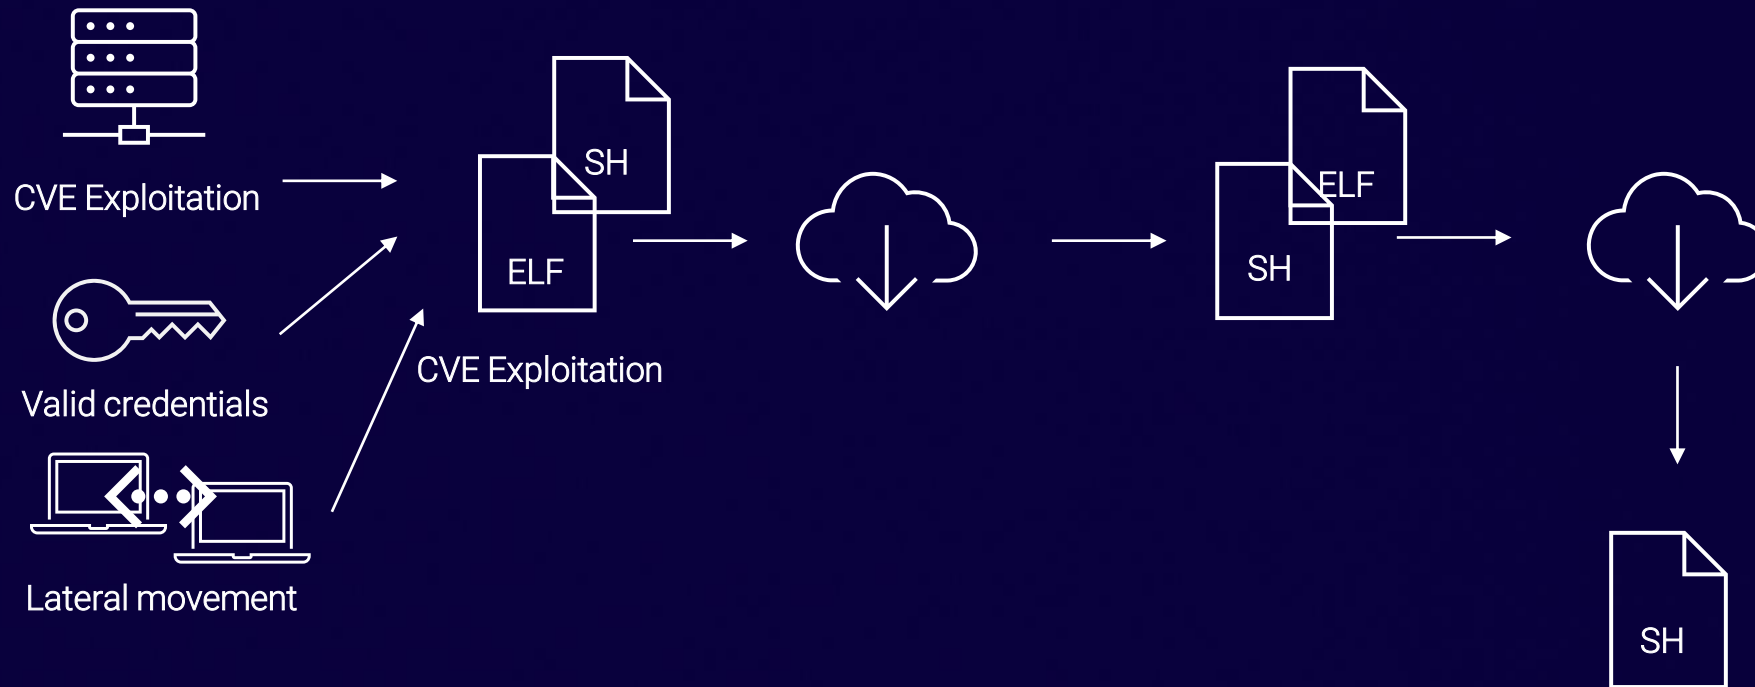 CVE Exploitation
Valid credentials
Lateral movement
SH
ELF
CVE Exploitation
ELF
SH
SH